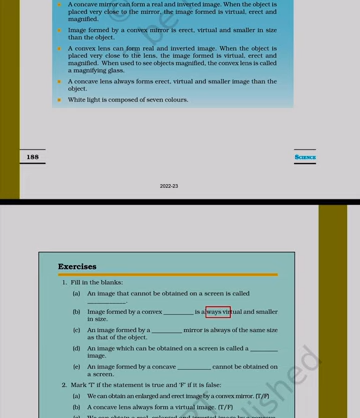 A concave mirror can form a real and inverted image. When the object is
placed very close to the mirror, the image formed is virtual, erect and
magnified.
Image formed by a convex mirror is erect, virtual and smaller in size
than the object.
A convex lens can form real and inverted image. When the object is
placed very close to the lens, the image formed is virtual, erect and
magnified. When used to see objects magnified, the convex lens is called
a magnifying glass.
A concave lens always forms erect, virtual and smaller image than the
object.
White light is composed of seven colours.
188
SCIENCE
2022-23
Exercises
1. Fill in the blanks:
(a) An image that cannot be obtained on a screen is called
____________.
(b) Image formed by a convex __________ is always virtual and smaller
in size.
(c) An image formed by a __________ mirror is always of the same size
as that of the object.
(d) An image which can be obtained on a screen is called a _________
image.
(e) An image formed by a concave ___________ cannot be obtained on
a screen.
2. Mark 'T' if the statement is true and 'F' if it is false:
(a) We can obtain an enlarged and erect image by a convex mirror. (T/F)
(b) A concave lens always form a virtual image. (T/F)